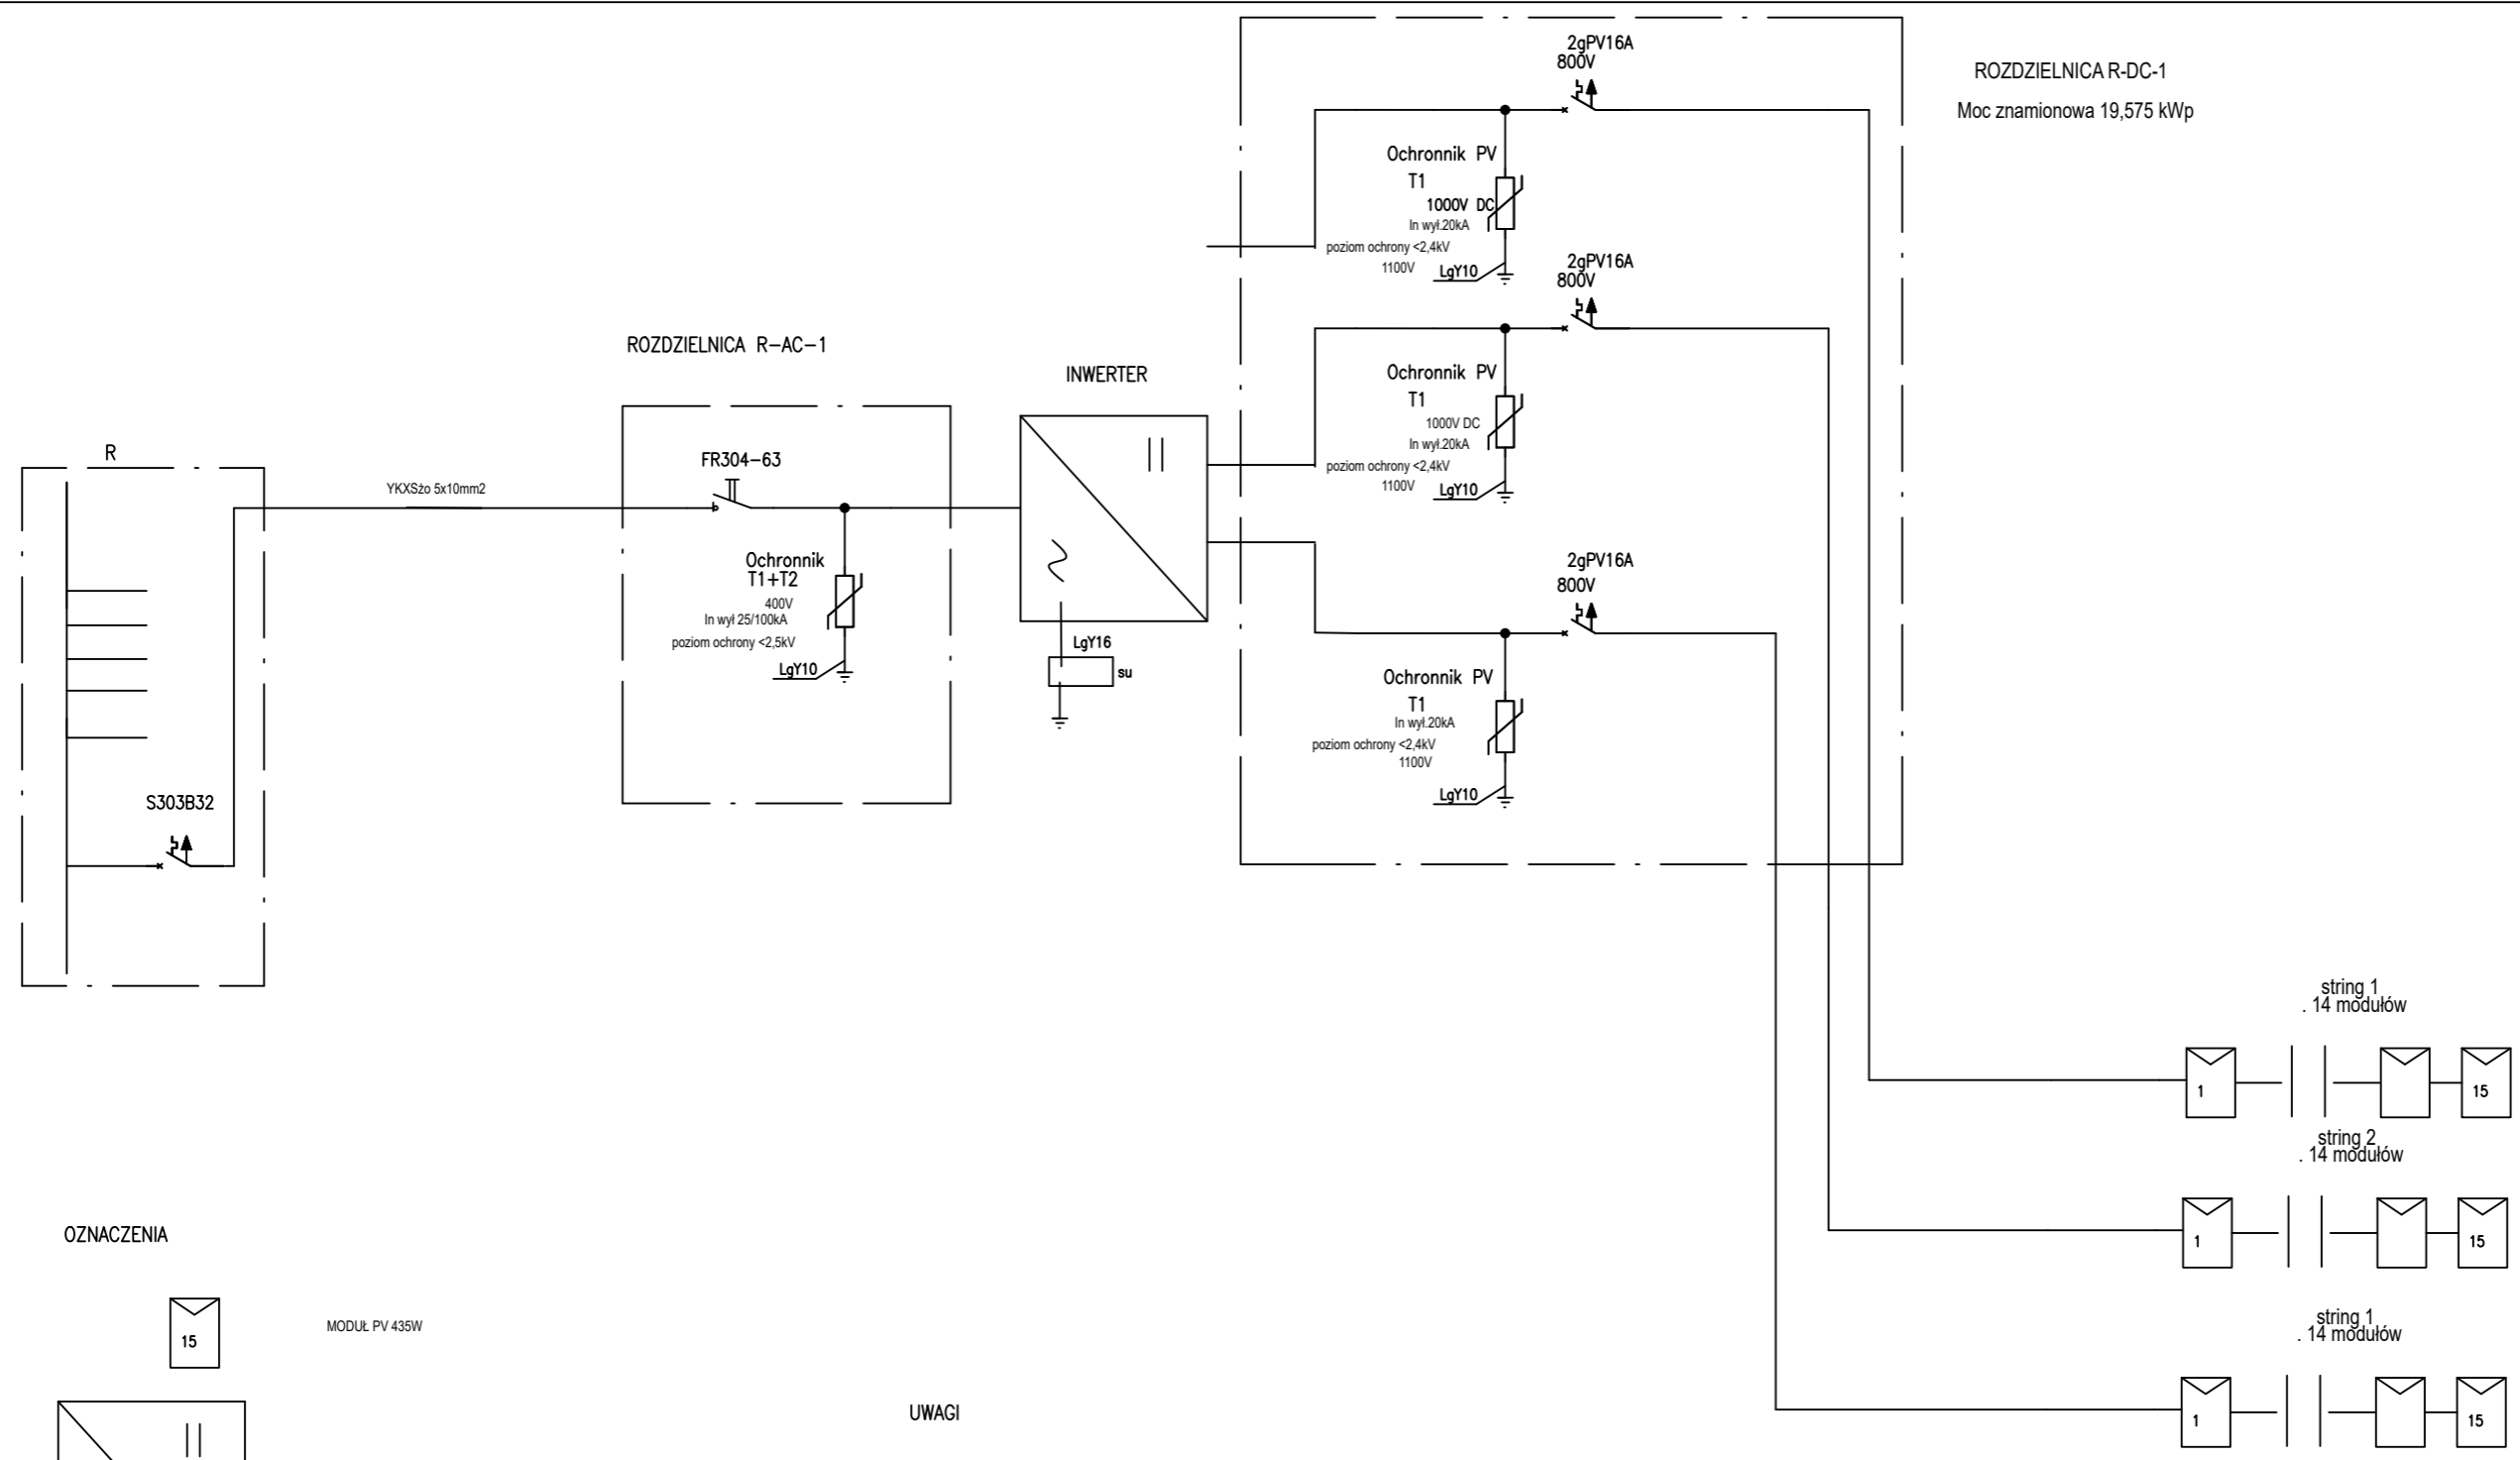 2gPV16A
800V
ROZDZIELNICA R-DC-1
Moc znamionowa 19,575 kWp
Ochronnik PV
T1
1000V DC
In wył.20kA
poziom ochrony <2,4kV
1100V
LgY10
2gPV16A
800V
ROZDZIELNICA R-AC-1
INWERTER
Ochronnik PV
T1
1000V DC
In wył.20kA
poziom ochrony <2,4kV
1100V
LgY10
R
FR304-63
YKXSżo 5x10mm2
Ochronnik
T1+T2
400V
In wył 25/100kA
poziom ochrony <2,5kV
LgY10
LgY16
su
2gPV16A
800V
Ochronnik PV
T1
In wył.20kA
poziom ochrony <2,4kV
1100V
LgY10
S303B32
string 1
. 14 modułów
1
15
string 2
. 14 modułów
1
15
string 1
. 14 modułów
1
15
OZNACZENIA
15
MODUŁ PV 435W
UWAGI